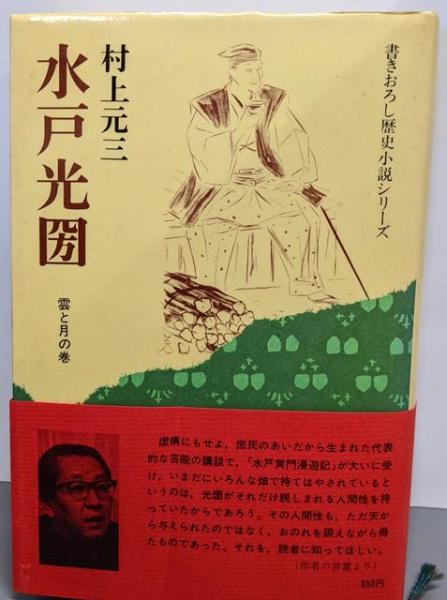 書きおろし歴史小説シリーズ
村上元三
水戸光圀
雲と月の巻
虚構にもせよ，庶民のあいだから生まれた代表
的な芸能の講談で，「水戸黄門漫遊記」が大いに受
け，いまだにいろんな畑で持てはやされていると
いうのは，光圀がそれだけ親しまれる人間性を持
っていたからであろう。その人間性も，ただ天か
ら与えられたのではなく，おのれを鍛えながら得
たものであった。それを，読者に知ってほしい。
（作者の言葉より）
850円